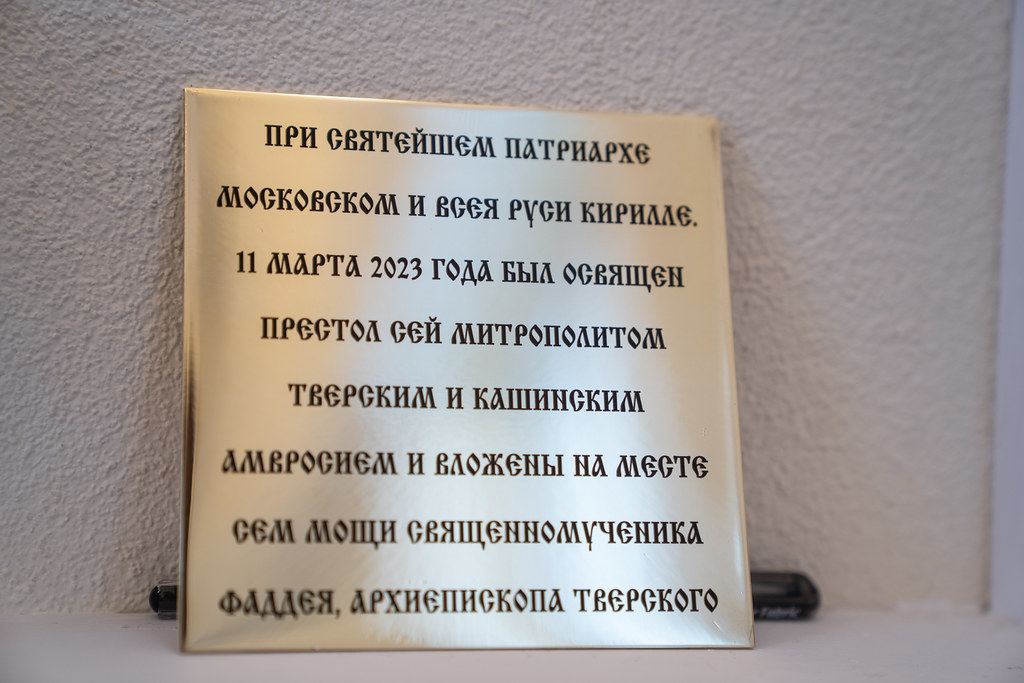 ПРИ СВЯТЕЙШЕМ ПАТРИАРХЕ
МОСКОВСКОМ И ВСЕЯ РУСИ КИРИЛЛЕ.
11 МАРТА 2023 ГОДА БЫЛ ОСВЯЩЕН
ПРЕСТОЛ СЕЙ МИТРОПОЛИТОМ
ТВЕРСКИМ И КАШИНСКИМ
АМВРОСИЕМ И ВЛОЖЕНЫ НА МЕСТЕ
СЕМ МОЩИ СВЯЩЕННОМУЧЕНИКА
ФАДДЕЯ, АРХИЕПИСКОПА ТВЕРСКОГО
Fabric